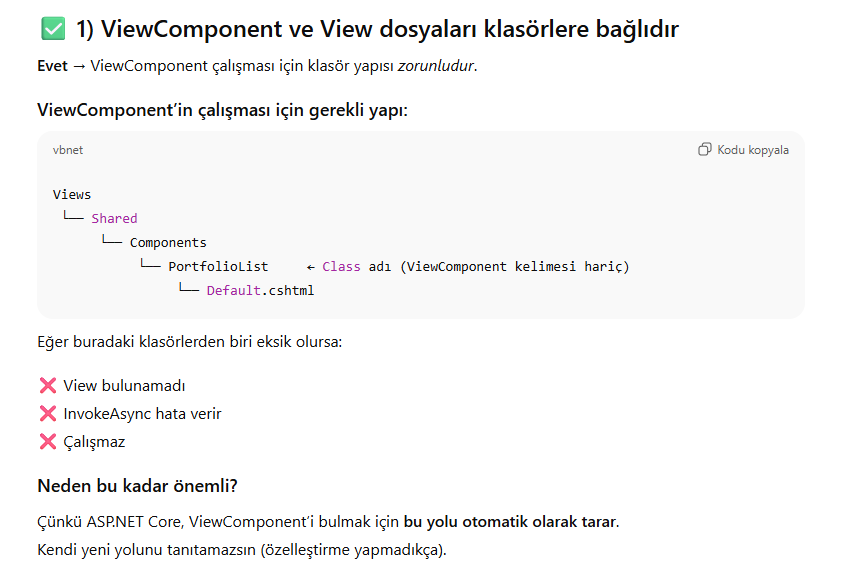 ✅ 1) ViewComponent ve View dosyaları klasörlere bağlıdır
Evet → ViewComponent çalışması için klasör yapısı zorunludur.
ViewComponent’in çalışması için gerekli yapı:
vbnet
Kodu kopyala
Views
└── Shared
└── Components
└── PortfolioList ← Class adı (ViewComponent kelimesi hariç)
└── Default.cshtml
Eğer buradaki klasörlerden biri eksik olursa:
❌ View bulunamadı
❌ InvokeAsync hata verir
❌ Çalışmaz
Neden bu kadar önemli?
Çünkü ASP.NET Core, ViewComponent’i bulmak için bu yolu otomatik olarak tarar.
Kendi yeni yolunu tanıtamazsın (özelleştirme yapmadıkça).